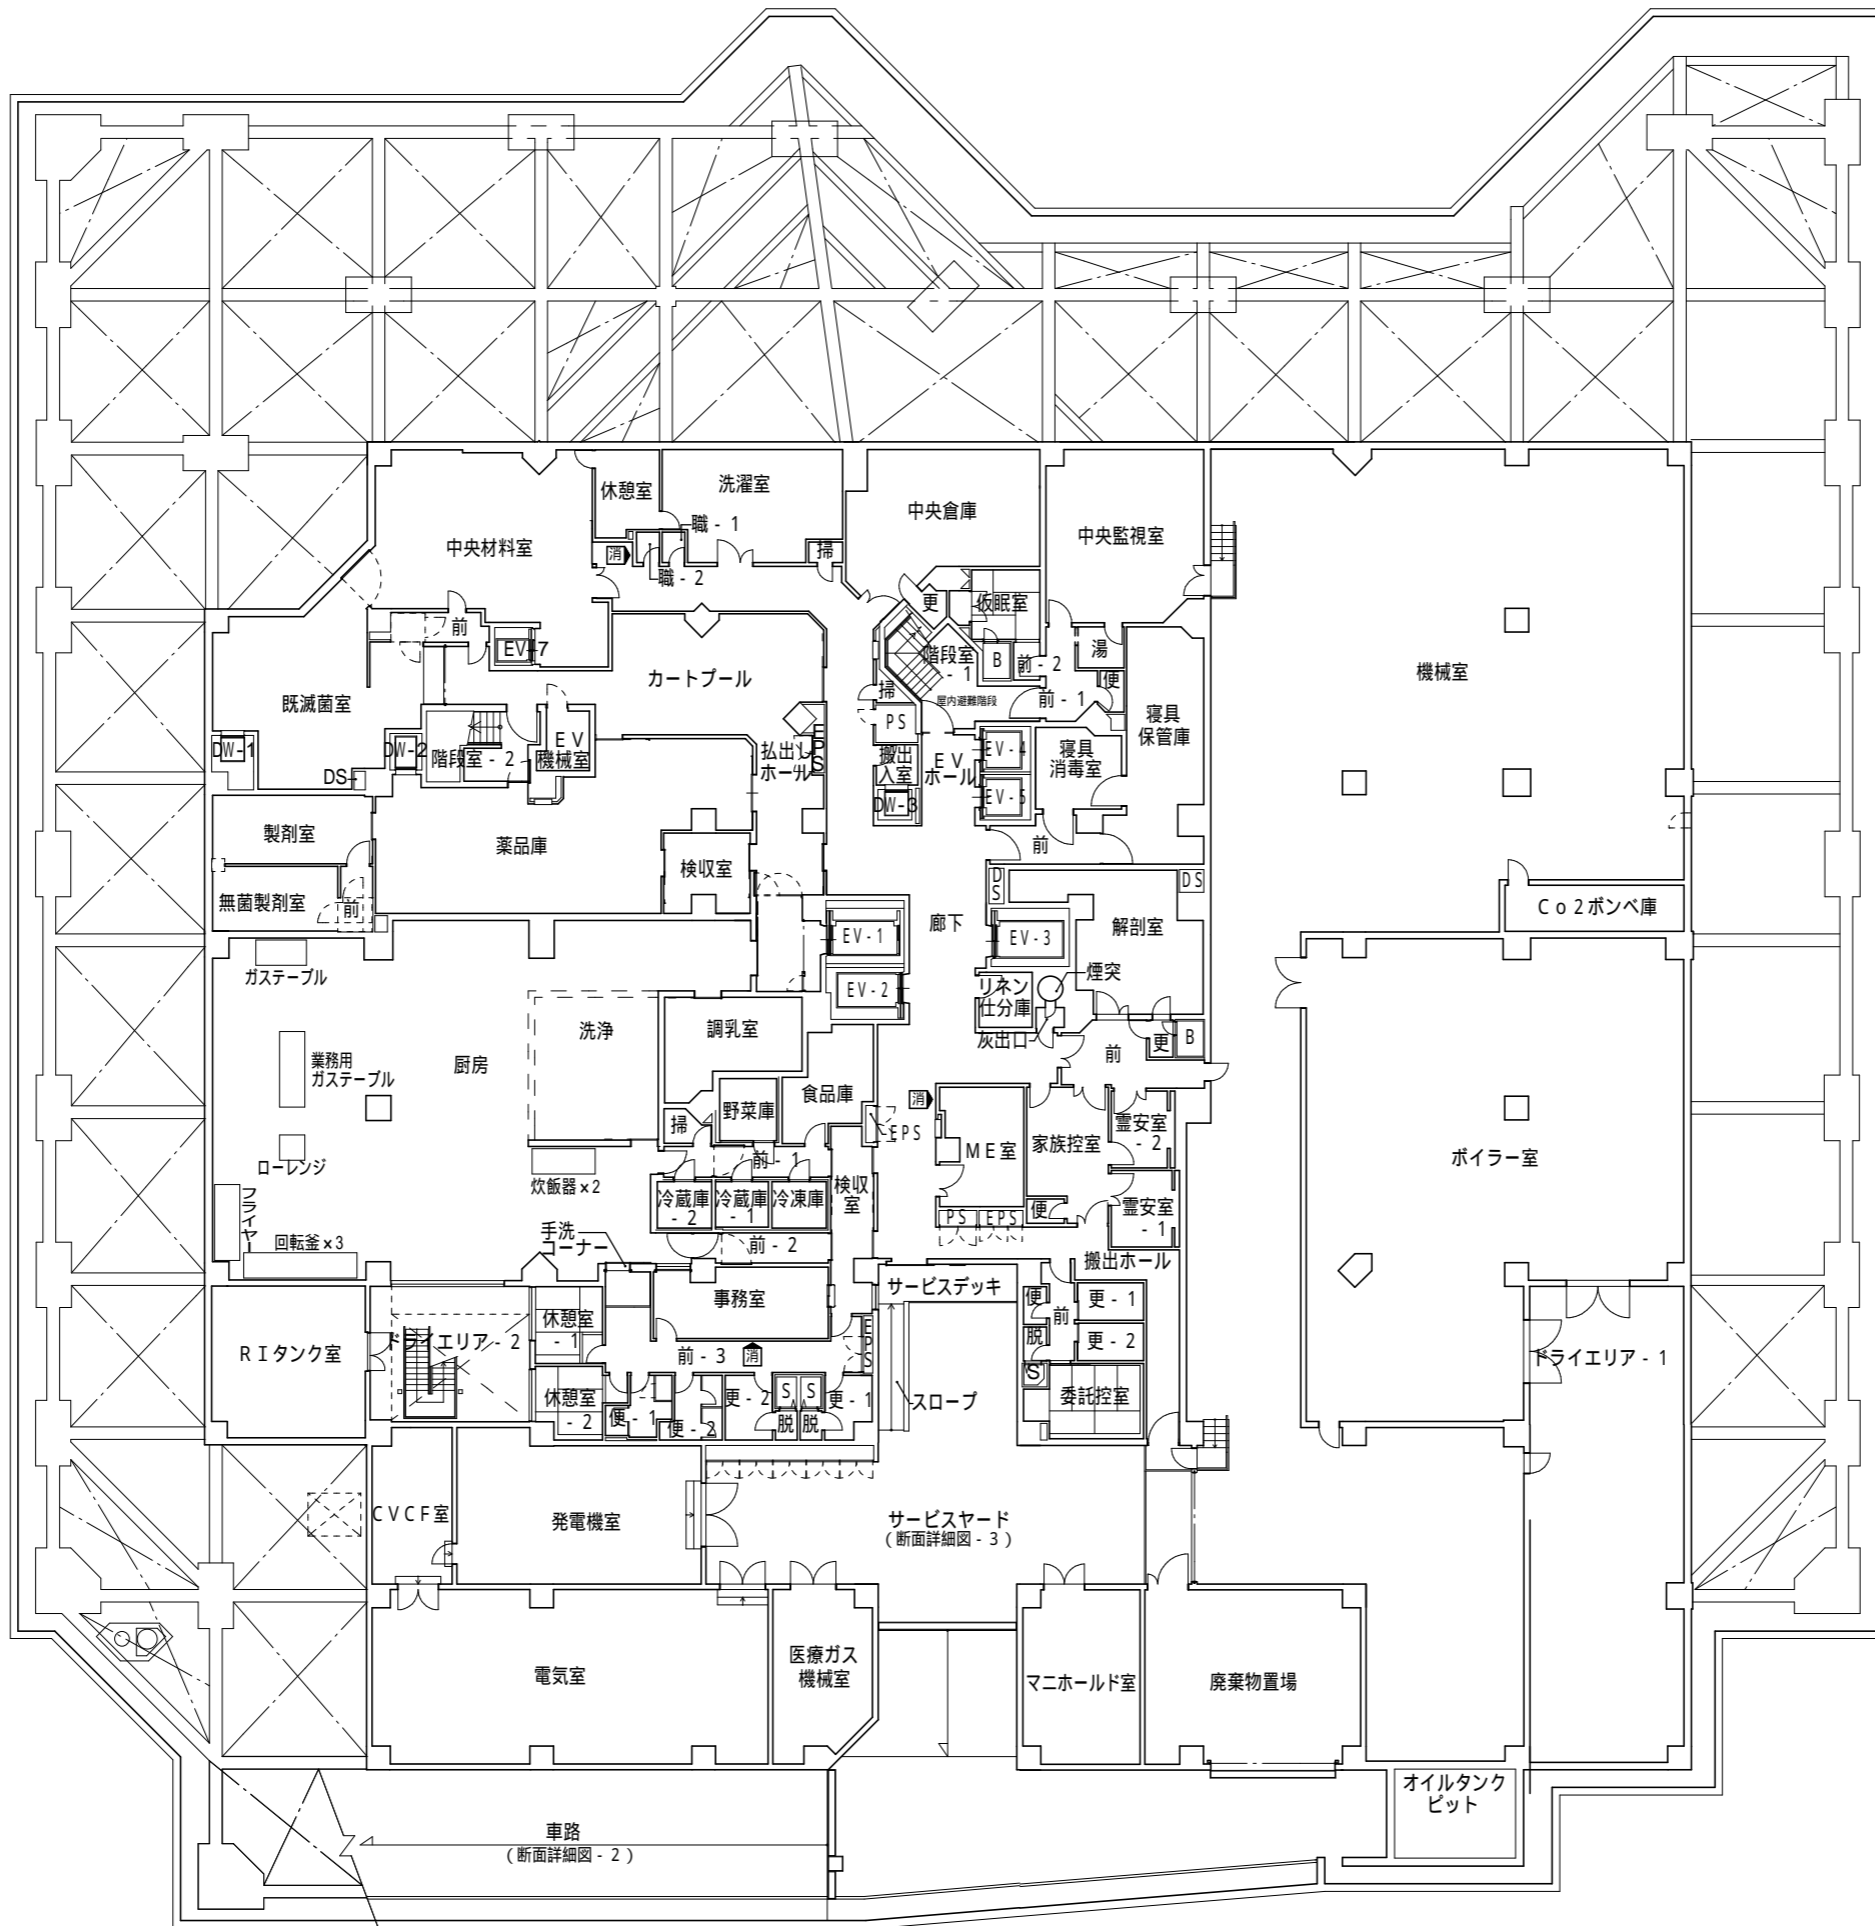 休憩室
洗濯室
中央倉庫
中央監視室
中央材料室
職-1
職-2
消
掃
更
仮眠室
前
EV-7
階段室
-1
B
前-2
湯
便
前-1
屋内避難階段
掃
PS
カートプール
機械室
既滅菌室
DW-1
DW-2
階段室-2
DS
EV
機械室
払出し
ホール
EPS
搬出
入室
DW-3
EV
ホール
EV-4
EV-5
寝具
消毒室
寝具
保管庫
製剤室
薬品庫
検収室
前
無菌製剤室
前
DS
DS
Co2ボンベ庫
ガステーブル
EV-1
廊下
EV-3
解剖室
EV-2
リネン
仕分庫
煙突
灰出口
洗浄
調乳室
業務用
ガステーブル
厨房
食品庫
前
更
B
野菜庫
掃
EPS
消
ME室
家族控室
霊安室
-2
ボイラー室
ローレンジ
炊飯器×2
前-1
冷蔵庫
-2
冷蔵庫
-1
冷凍庫
検収
室
フライヤー
回転釜×3
手洗
コーナー
前-2
PS
EPS
便
霊安室
-1
搬出ホール
事務室
サービスデッキ
便
前
更-1
脱
更-2
S
委託控室
RIタンク室
ドライエリア-2
休憩室
-1
前-3
消
EPS
ドライエリア-1
休憩室
-2
便-1
便-2
更-2
S
S
脱
脱
更-1
スロープ
CVCF室
発電機室
サービスヤード
(断面詳細図-3)
電気室
医療ガス
機械室
マニホールド室
廃棄物置場
オイルタンク
ピット
車路
(断面詳細図-2)